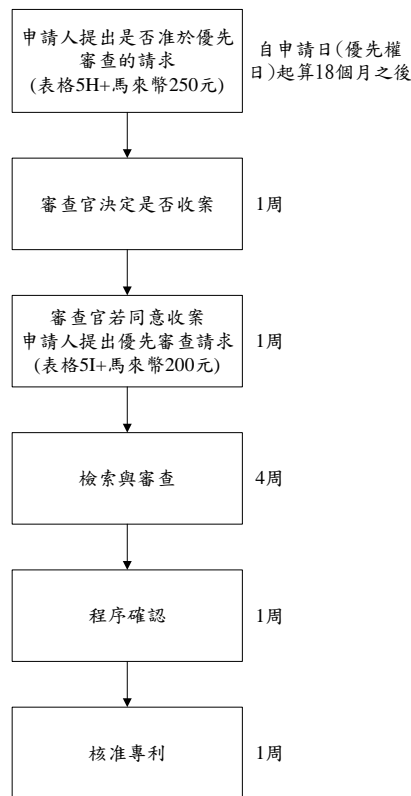 申請人提出是否准於優先
審查的請求
(表格5H+馬來幣250元)
自申請日(優先權
日)起算18個月之後
審查官決定是否收案
1周
審查官若同意收案
申請人提出優先審查請求
(表格5I+馬來幣200元)
1周
檢索與審查
4周
程序確認
1周
核准專利
1周